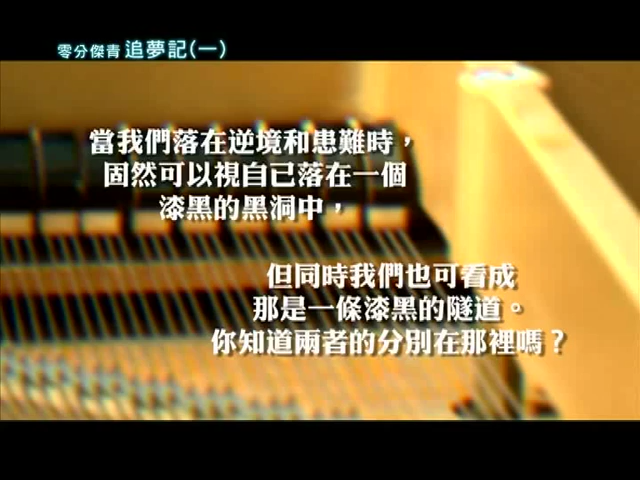 零分傑青 追夢記(一)
當我們落在逆境和患難時，
固然可以視自已落在一個
漆黑的黑洞中，
但同時我們也可看成
那是一條漆黑的隧道。
你知道兩者的分別在那裡嗎？